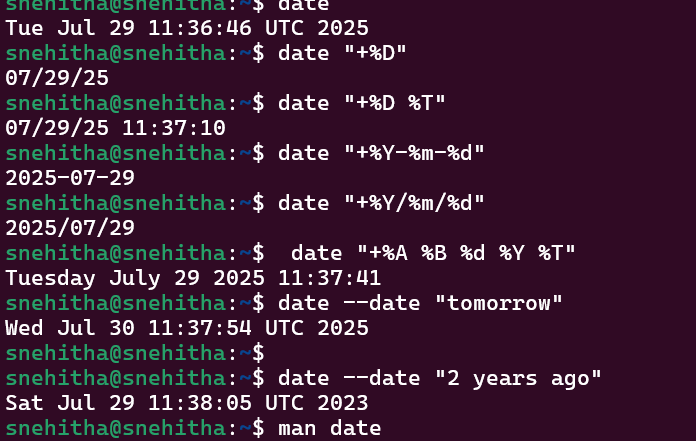 snehitha@snehitha:~$ date
Tue Jul 29 11:36:46 UTC 2025
snehitha@snehitha:~$ date "+%D"
07/29/25
snehitha@snehitha:~$ date "+%D %T"
07/29/25 11:37:10
snehitha@snehitha:~$ date "+%Y-%m-%d"
2025-07-29
snehitha@snehitha:~$ date "+%Y/%m/%d"
2025/07/29
snehitha@snehitha:~$  date "+%A %B %d %Y %T"
Tuesday July 29 2025 11:37:41
snehitha@snehitha:~$ date --date "tomorrow"
Wed Jul 30 11:37:54 UTC 2025
snehitha@snehitha:~$
snehitha@snehitha:~$ date --date "2 years ago"
Sat Jul 29 11:38:05 UTC 2023
snehitha@snehitha:~$ man date